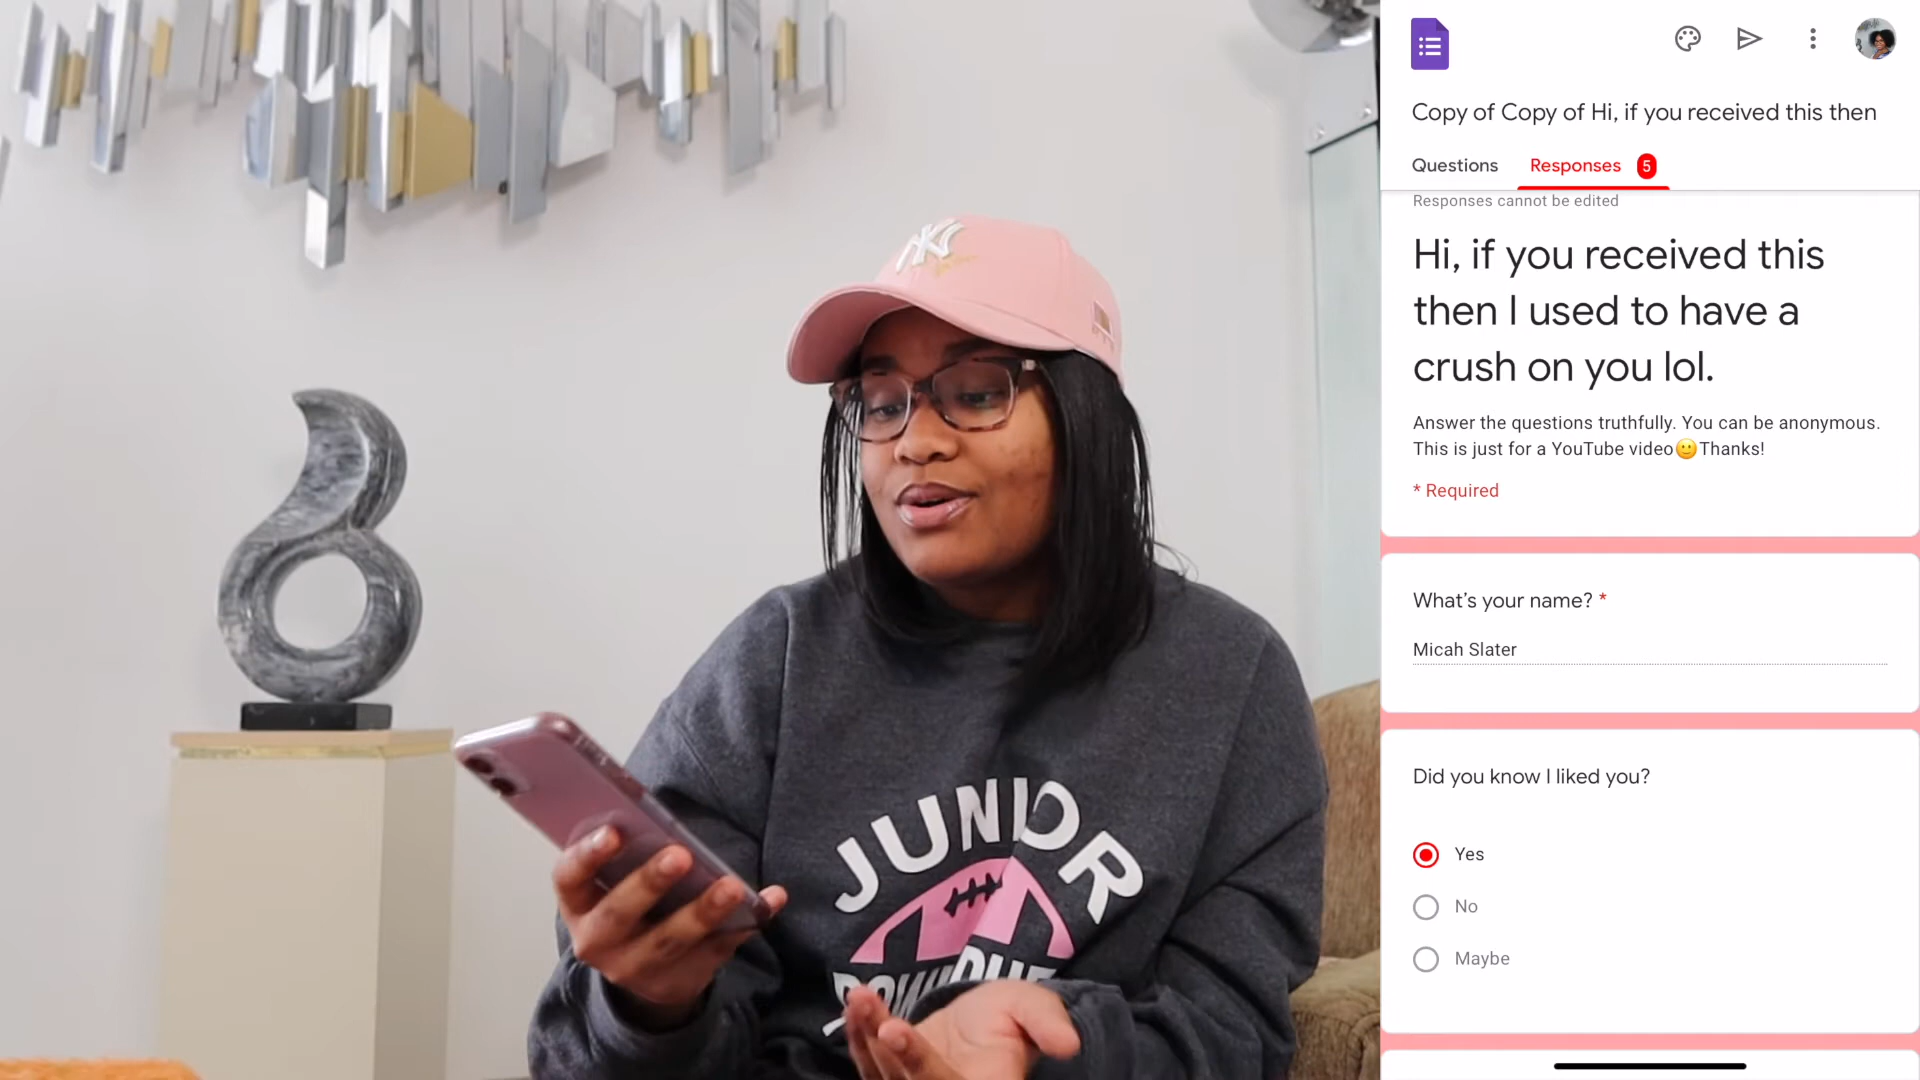 NY
JUNIOR
Copy of Copy of Hi, if you received this then
Questions
Responses 5
Responses cannot be edited
Hi, if you received this
then I used to have a
crush on you lol.
Answer the questions truthfully. You can be anonymous.
This is just for a YouTube video🙂Thanks!
* Required
What's your name? *
Micah Slater
Did you know I liked you?
Yes
No
Maybe